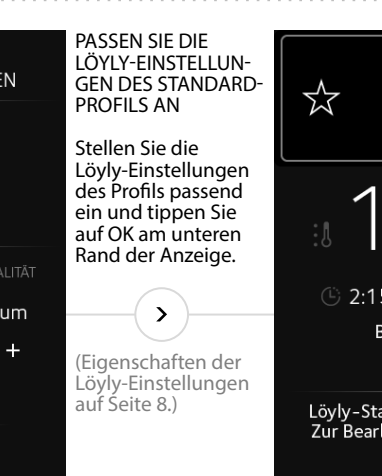 EN
ALITÄT
um
+
PASSEN SIE DIE
LÖYLY-EINSTELLUN-
GEN DES STANDARD-
PROFILS AN
Stellen Sie die
Löyly-Einstellungen
des Profils passend
ein und tippen Sie
auf OK am unteren
Rand der Anzeige.
(Eigenschaften der
Löyly-Einstellungen
auf Seite 8.)
1
2:15
B
Löyly-Sta
Zur Bearl